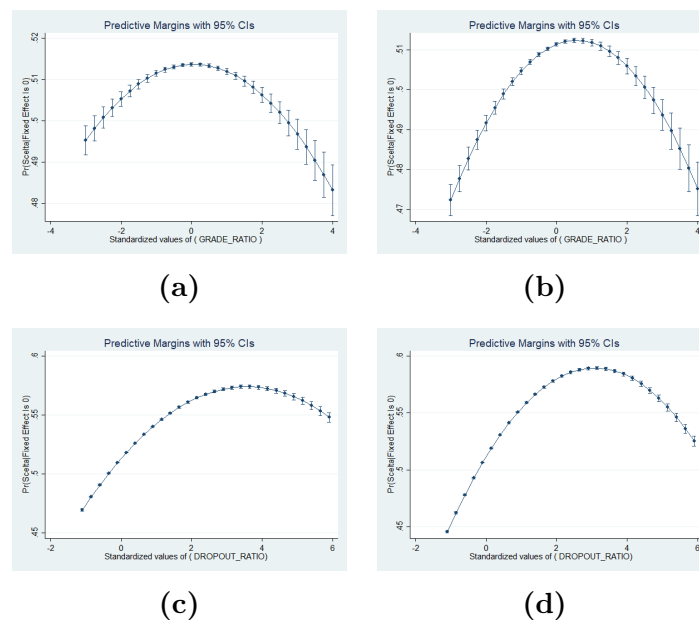 Predictive Margins with 95% CIs
Pr(Scelta|Fixed Effect Is 0)
.52
.51
.5
.49
.48
-4
-2
0
2
4
Standardized values of ( GRADE_RATIO )
(a)
Predictive Margins with 95% CIs
Pr(Scelta|Fixed Effect Is 0)
.51
.5
.49
.48
.47
-4
-2
0
2
4
Standardized values of ( GRADE_RATIO )
(b)
Predictive Margins with 95% CIs
Pr(Scelta|Fixed Effect Is 0)
.6
.55
.5
.45
-2
0
2
4
6
Standardized values of ( DROPOUT_RATIO)
(c)
Predictive Margins with 95% CIs
Pr(Scelta|Fixed Effect Is 0)
.6
.55
.5
.45
-2
0
2
4
6
Standardized values of ( DROPOUT_RATIO)
(d)